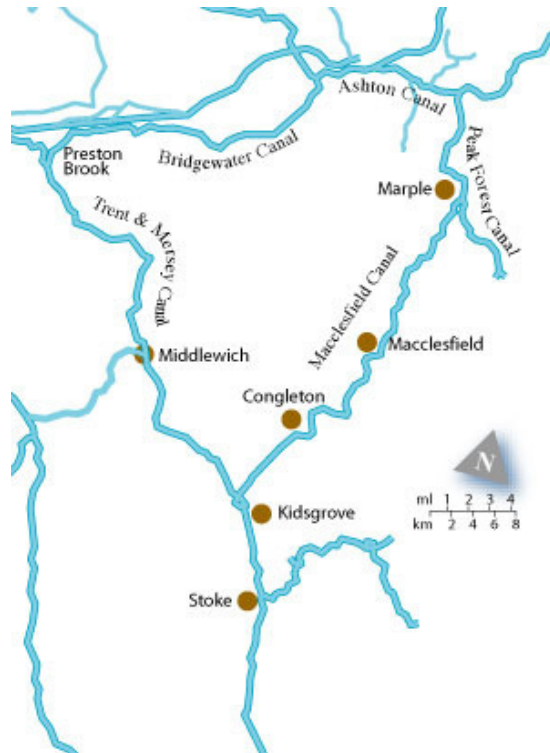 Ashton Canal
Bridgewater Canal
Preston
Brook
Peak Forest Canal
Marple
Trent & Mersey Canal
Macclesfield Canal
Macclesfield
Middlewich
Congleton
N
ml 1 2 3 4
km 2 4 6 8
Kidsgrove
Stoke